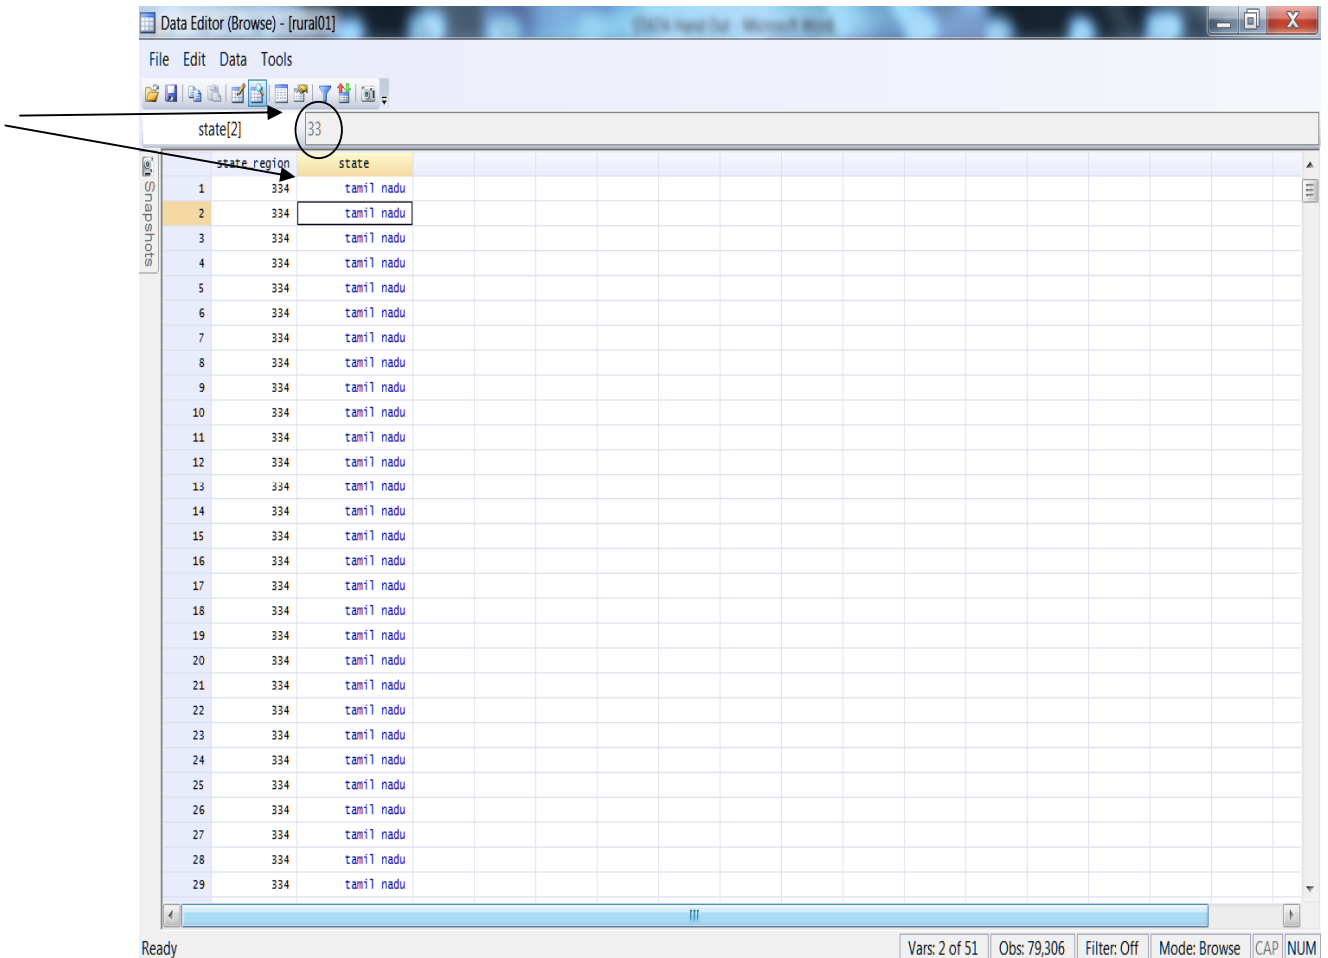 Data Editor (Browse) - [rural01]
STATA Hand Out - Microsoft Word
File Edit Data Tools
state[2] 33
Snapshots
state_region state
1 334 tamil nadu
2 334 tamil nadu
3 334 tamil nadu
4 334 tamil nadu
5 334 tamil nadu
6 334 tamil nadu
7 334 tamil nadu
8 334 tamil nadu
9 334 tamil nadu
10 334 tamil nadu
11 334 tamil nadu
12 334 tamil nadu
13 334 tamil nadu
14 334 tamil nadu
15 334 tamil nadu
16 334 tamil nadu
17 334 tamil nadu
18 334 tamil nadu
19 334 tamil nadu
20 334 tamil nadu
21 334 tamil nadu
22 334 tamil nadu
23 334 tamil nadu
24 334 tamil nadu
25 334 tamil nadu
26 334 tamil nadu
27 334 tamil nadu
28 334 tamil nadu
29 334 tamil nadu
Ready Vars: 2 of 51 Obs: 79,306 Filter: Off Mode: Browse CAP NUM